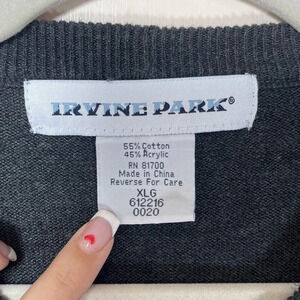 IRVINE PARK®
55% Cotton
45% Acrylic
RN 81700
Made in China
Reverse For Care
XLG
612216
0020